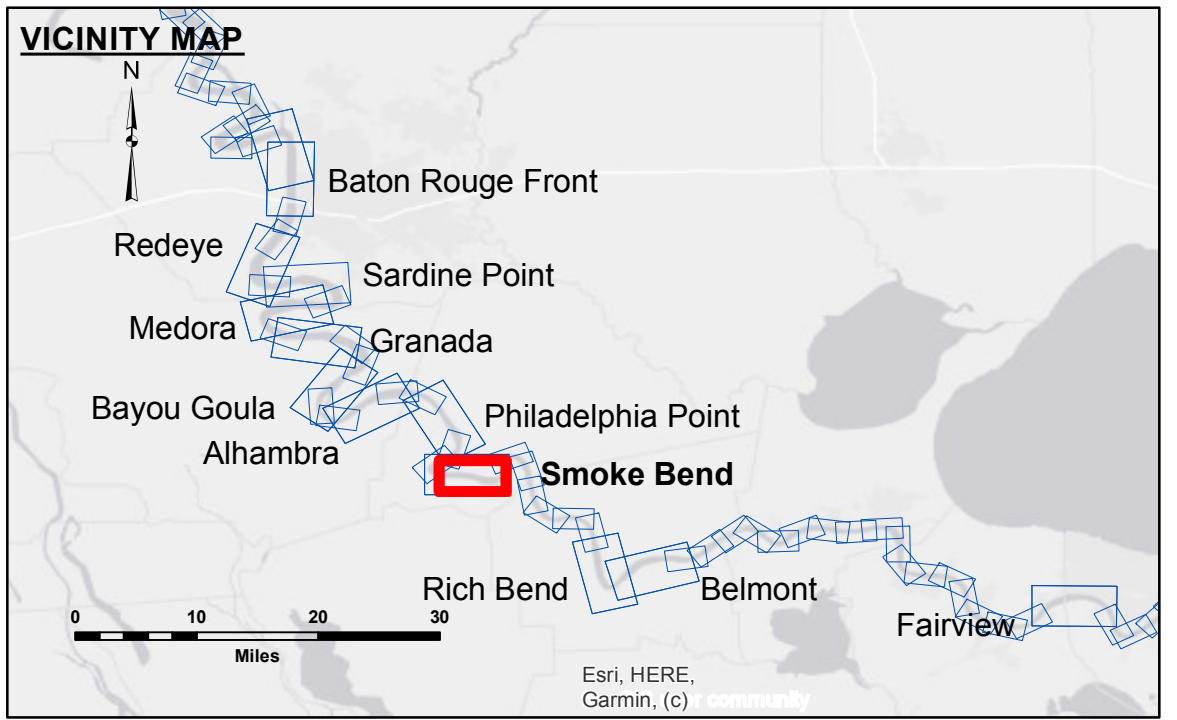 VICINITY MAP
N
Baton Rouge Front
Redeye
Sardine Point
Medora
Granada
Bayou Goula
Philadelphia Point
Alhambra
Smoke Bend
Rich Bend
Belmont
Fairview
0 10 20 30
Miles
Esri, HERE,
Garmin, (c)
r community